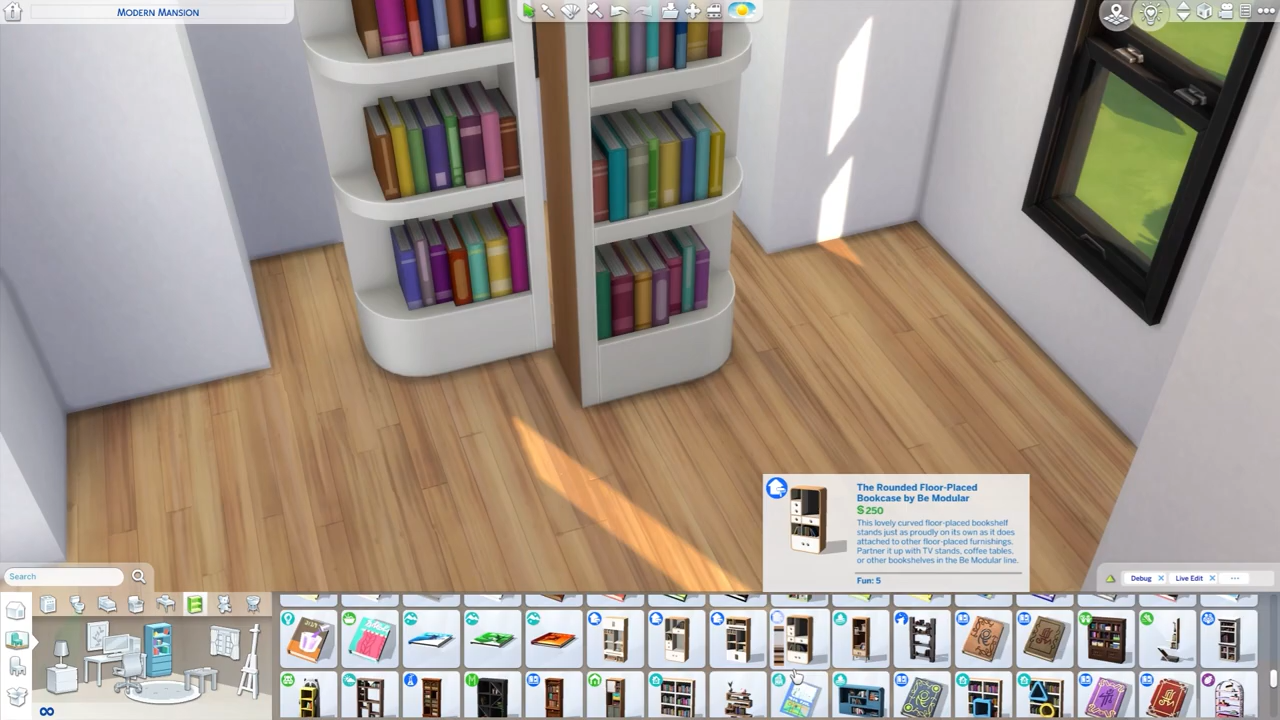 MODERN MANSION
The Rounded Floor-Placed
Bookcase by Be Modular
$250
This lovely curved floor-placed bookshelf
stands just as proudly on its own as it does
attached to other floor-placed furnishings.
Partner it up with TV stands, coffee tables,
or other bookshelves in the Be Modular line.
Fun: 5
Search
Debug X
Live Edit X
...